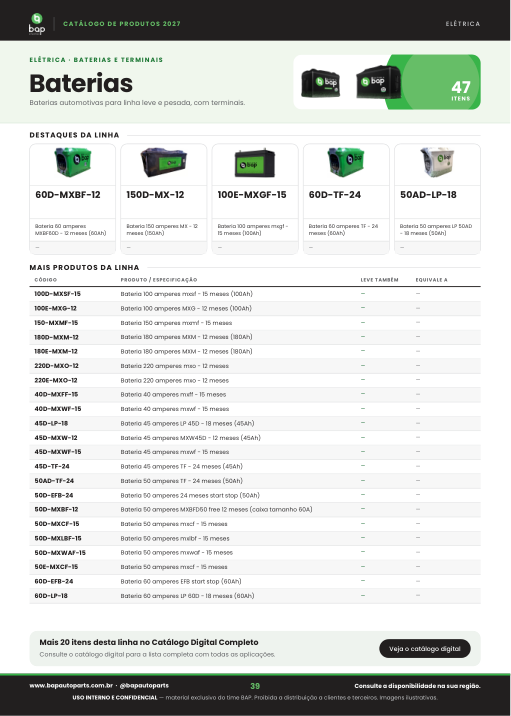 bap
CATÁLOGO DE PRODUTOS 2027
ELÉTRICA
ELÉTRICA · BATERIAS E TERMINAIS
Baterias
Baterias automotivas para linha leve e pesada, com terminais.
47
ITENS
DESTAQUES DA LINHA
60D-MXBF-12
Bateria 60 amperes
MXBF60D - 12 meses (60Ah)
–
150D-MX-12
Bateria 150 amperes MX - 12
meses (150Ah)
–
100E-MXGF-15
Bateria 100 amperes mxgf -
15 meses (100Ah)
–
60D-TF-24
Bateria 60 amperes TF - 24
meses (60Ah)
–
50AD-LP-18
Bateria 50 amperes LP 50AD
- 18 meses (50Ah)
–
MAIS PRODUTOS DA LINHA
CÓDIGO PRODUTO / ESPECIFICAÇÃO LEVE TAMBÉM EQUIVALE A
100D-MXSF-15 Bateria 100 amperes mxsf - 15 meses (100Ah) – –
100E-MXG-12 Bateria 100 amperes MXG - 12 meses (100Ah) – –
150-MXMF-15 Bateria 150 amperes mxmf - 15 meses – –
180D-MXM-12 Bateria 180 amperes MXM - 12 meses (180Ah) – –
180E-MXM-12 Bateria 180 amperes MXM - 12 meses (180Ah) – –
220D-MXO-12 Bateria 220 amperes mxo - 12 meses – –
220E-MXO-12 Bateria 220 amperes mxo - 12 meses – –
40D-MXFF-15 Bateria 40 amperes mxff - 15 meses – –
40D-MXWF-15 Bateria 40 amperes mxwf - 15 meses – –
45D-LP-18 Bateria 45 amperes LP 45D - 18 meses (45Ah) – –
45D-MXW-12 Bateria 45 amperes MXW45D - 12 meses (45Ah) – –
45D-MXWF-15 Bateria 45 amperes mxwf - 15 meses – –
45D-TF-24 Bateria 45 amperes TF - 24 meses (45Ah) – –
50AD-TF-24 Bateria 50 amperes TF - 24 meses (50Ah) – –
50D-EFB-24 Bateria 50 amperes 24 meses start stop (50Ah) – –
50D-MXBF-12 Bateria 50 amperes MXBFD50 free 12 meses (caixa tamanho 60A) – –
50D-MXCF-15 Bateria 50 amperes mxcf - 15 meses – –
50D-MXLBF-15 Bateria 50 amperes mxlbf - 15 meses – –
50D-MXWAF-15 Bateria 50 amperes mxwaf - 15 meses – –
50E-MXCF-15 Bateria 50 amperes mxcf - 15 meses – –
60D-EFB-24 Bateria 60 amperes EFB start stop (60Ah) – –
60D-LP-18 Bateria 60 amperes LP 60D - 18 meses (60Ah) – –
Mais 20 itens desta linha no Catálogo Digital Completo
Consulte o catálogo digital para a lista completa com todas as aplicações.
Veja o catálogo digital
www.bapautoparts.com.br · @bapautoparts
39
Consulte a disponibilidade na sua região.
USO INTERNO E CONFIDENCIAL — material exclusivo do time BAP. Proibida a distribuição a clientes e terceiros. Imagens ilustrativas.